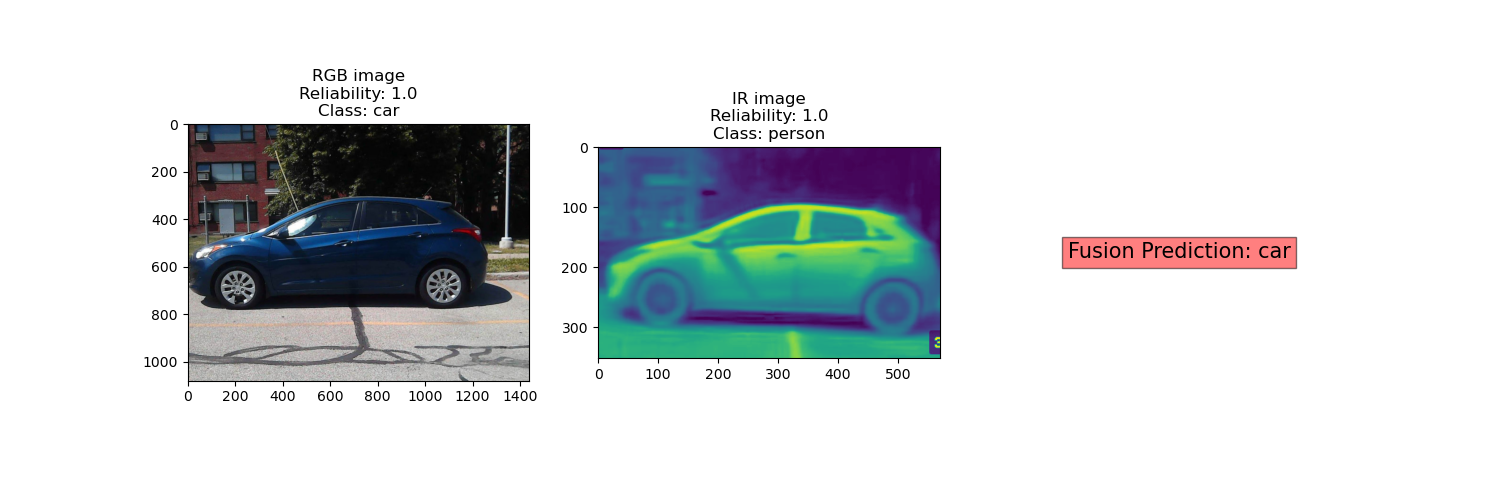 RGB image
Reliability: 1.0
Class: car
0
200
400
600
800
1000
0 200 400 600 800 1000 1200 1400
IR image
Reliability: 1.0
Class: person
0
100
200
300
0 100 200 300 400 500
3
Fusion Prediction: car